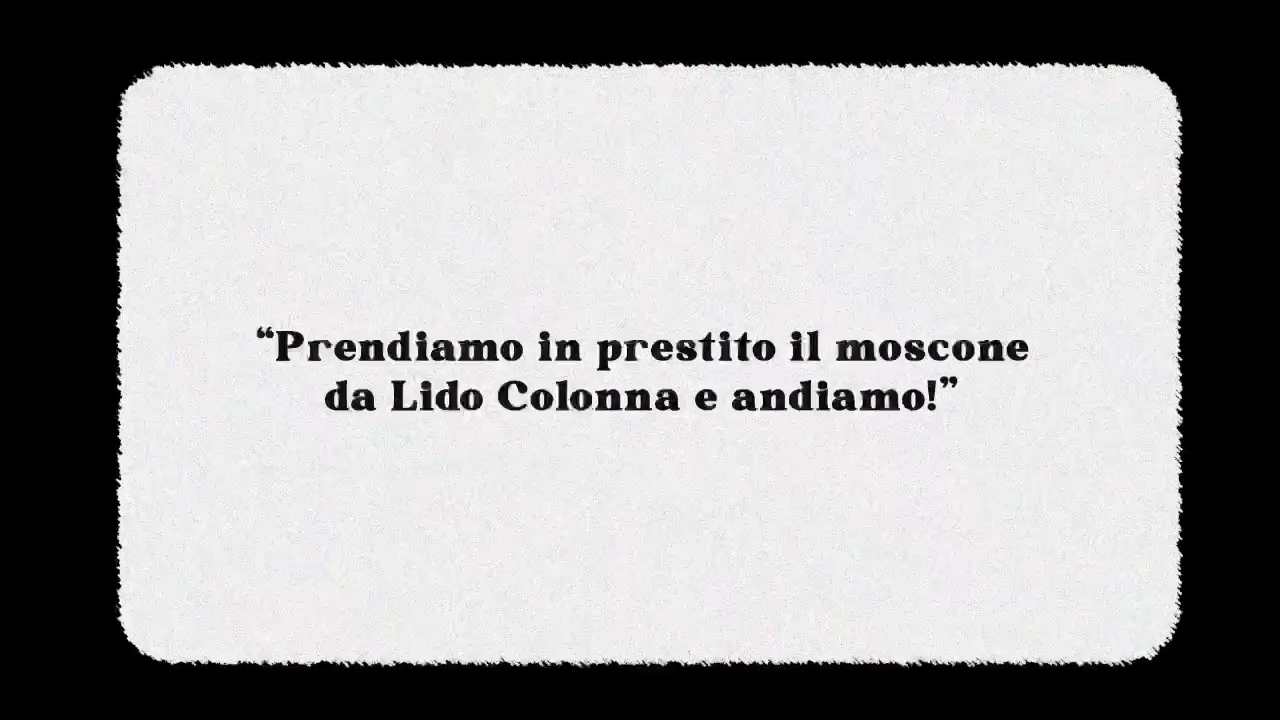 “Prendiamo in prestito il moscone
da Lido Colonna e andiamo!”